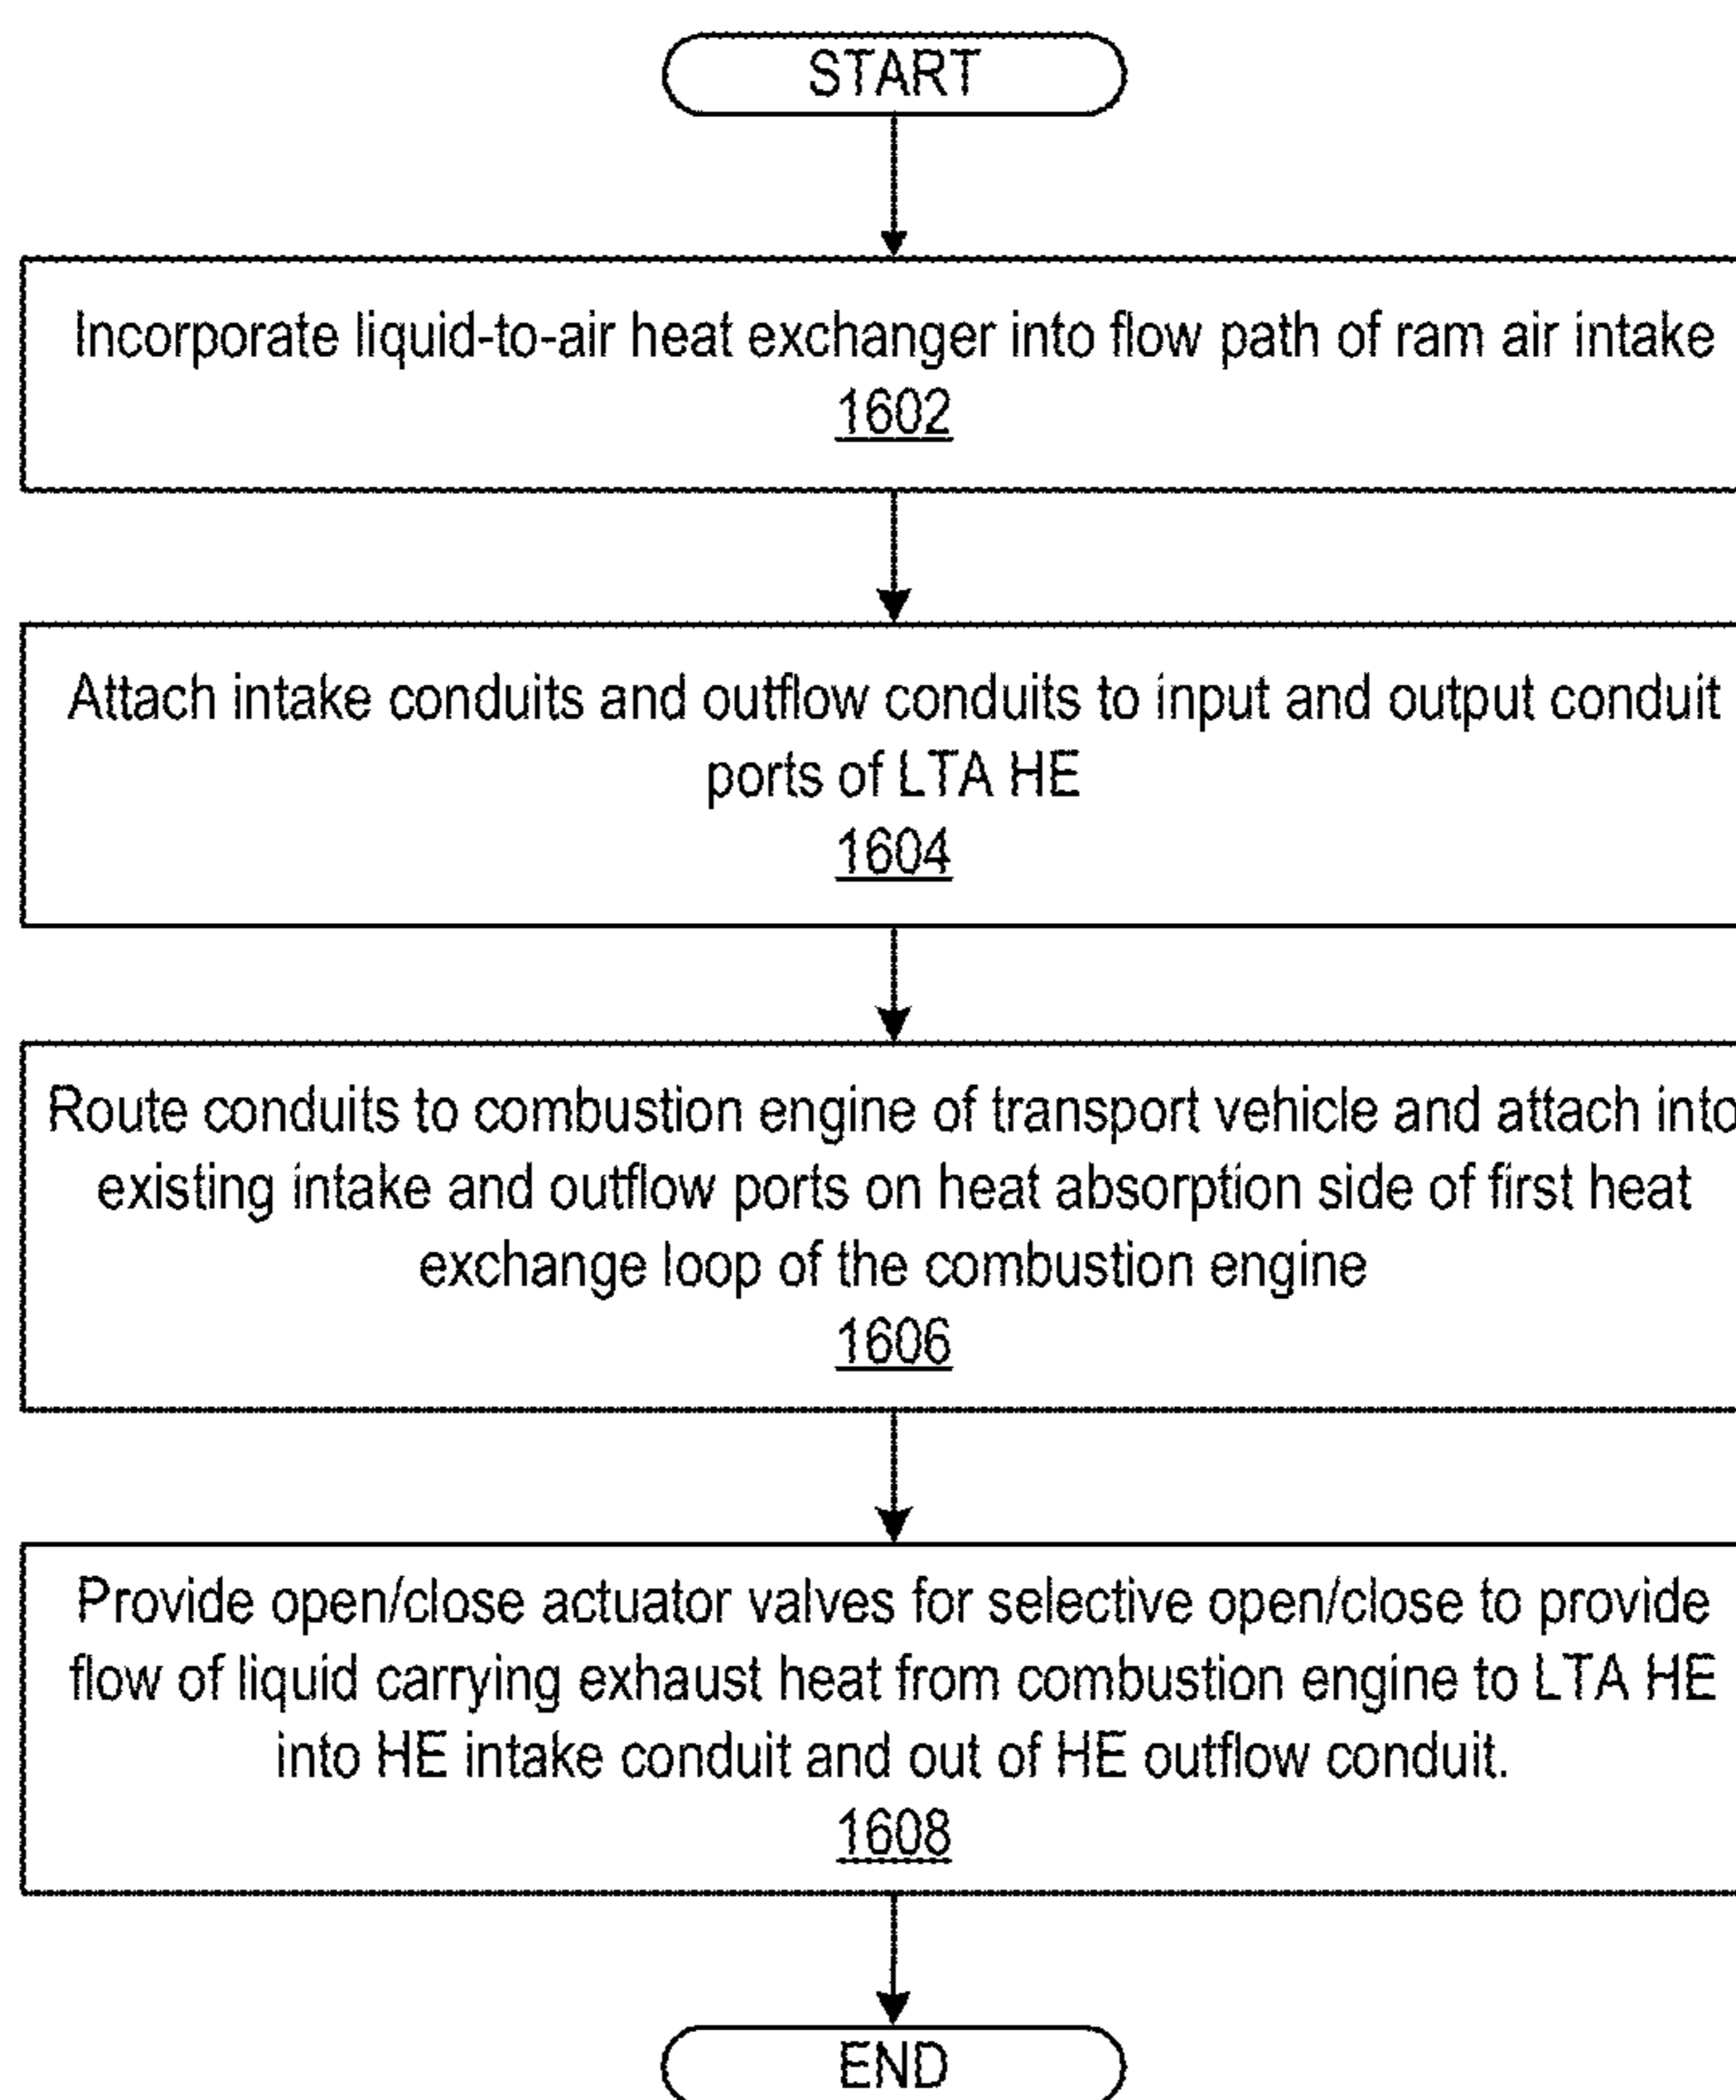 START
Incorporate liquid-to-air heat exchanger into flow path of ram air intake
1602
Attach intake conduits and outflow conduits to input and output conduit
ports of LTA HE
1604
Route conduits to combustion engine of transport vehicle and attach into
existing intake and outflow ports on heat absorption side of first heat
exchange loop of the combustion engine
1606
Provide open/close actuator valves for selective open/close to provide
flow of liquid carrying exhaust heat from combustion engine to LTA HE
into HE intake conduit and out of HE outflow conduit.
1608
END